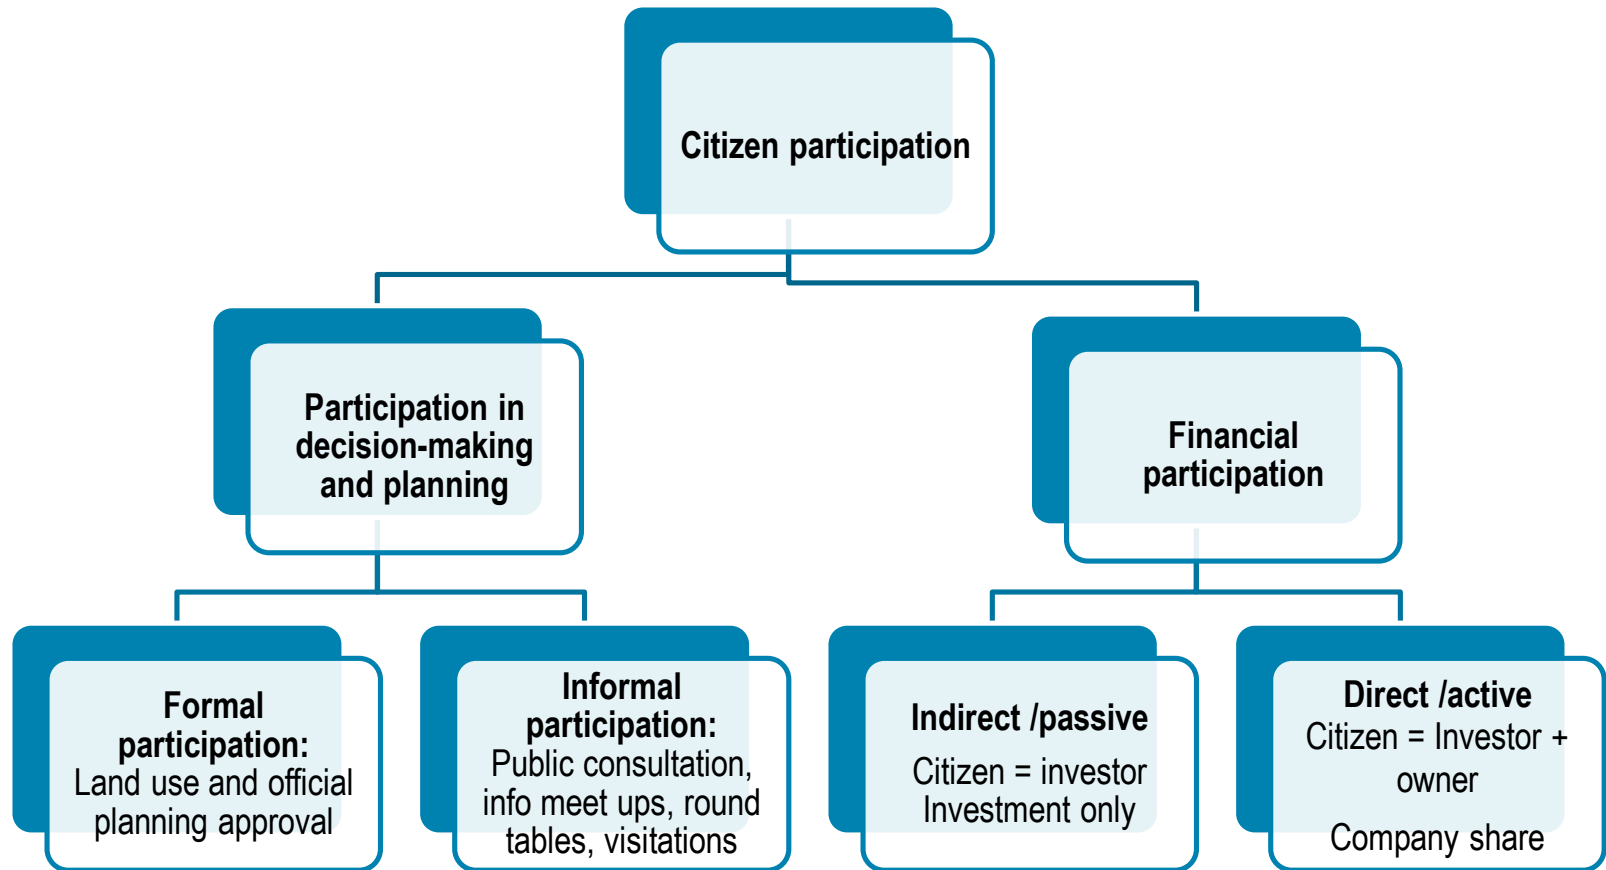 Citizen participation
Participation in
decision-making
and planning
Financial
participation
Formal
participation:
Land use and official
planning approval
Informal
participation:
Public consultation,
info meet ups, round
tables, visitations
Indirect /passive
Citizen = investor
Investment only
Direct /active
Citizen = Investor +
owner
Company share